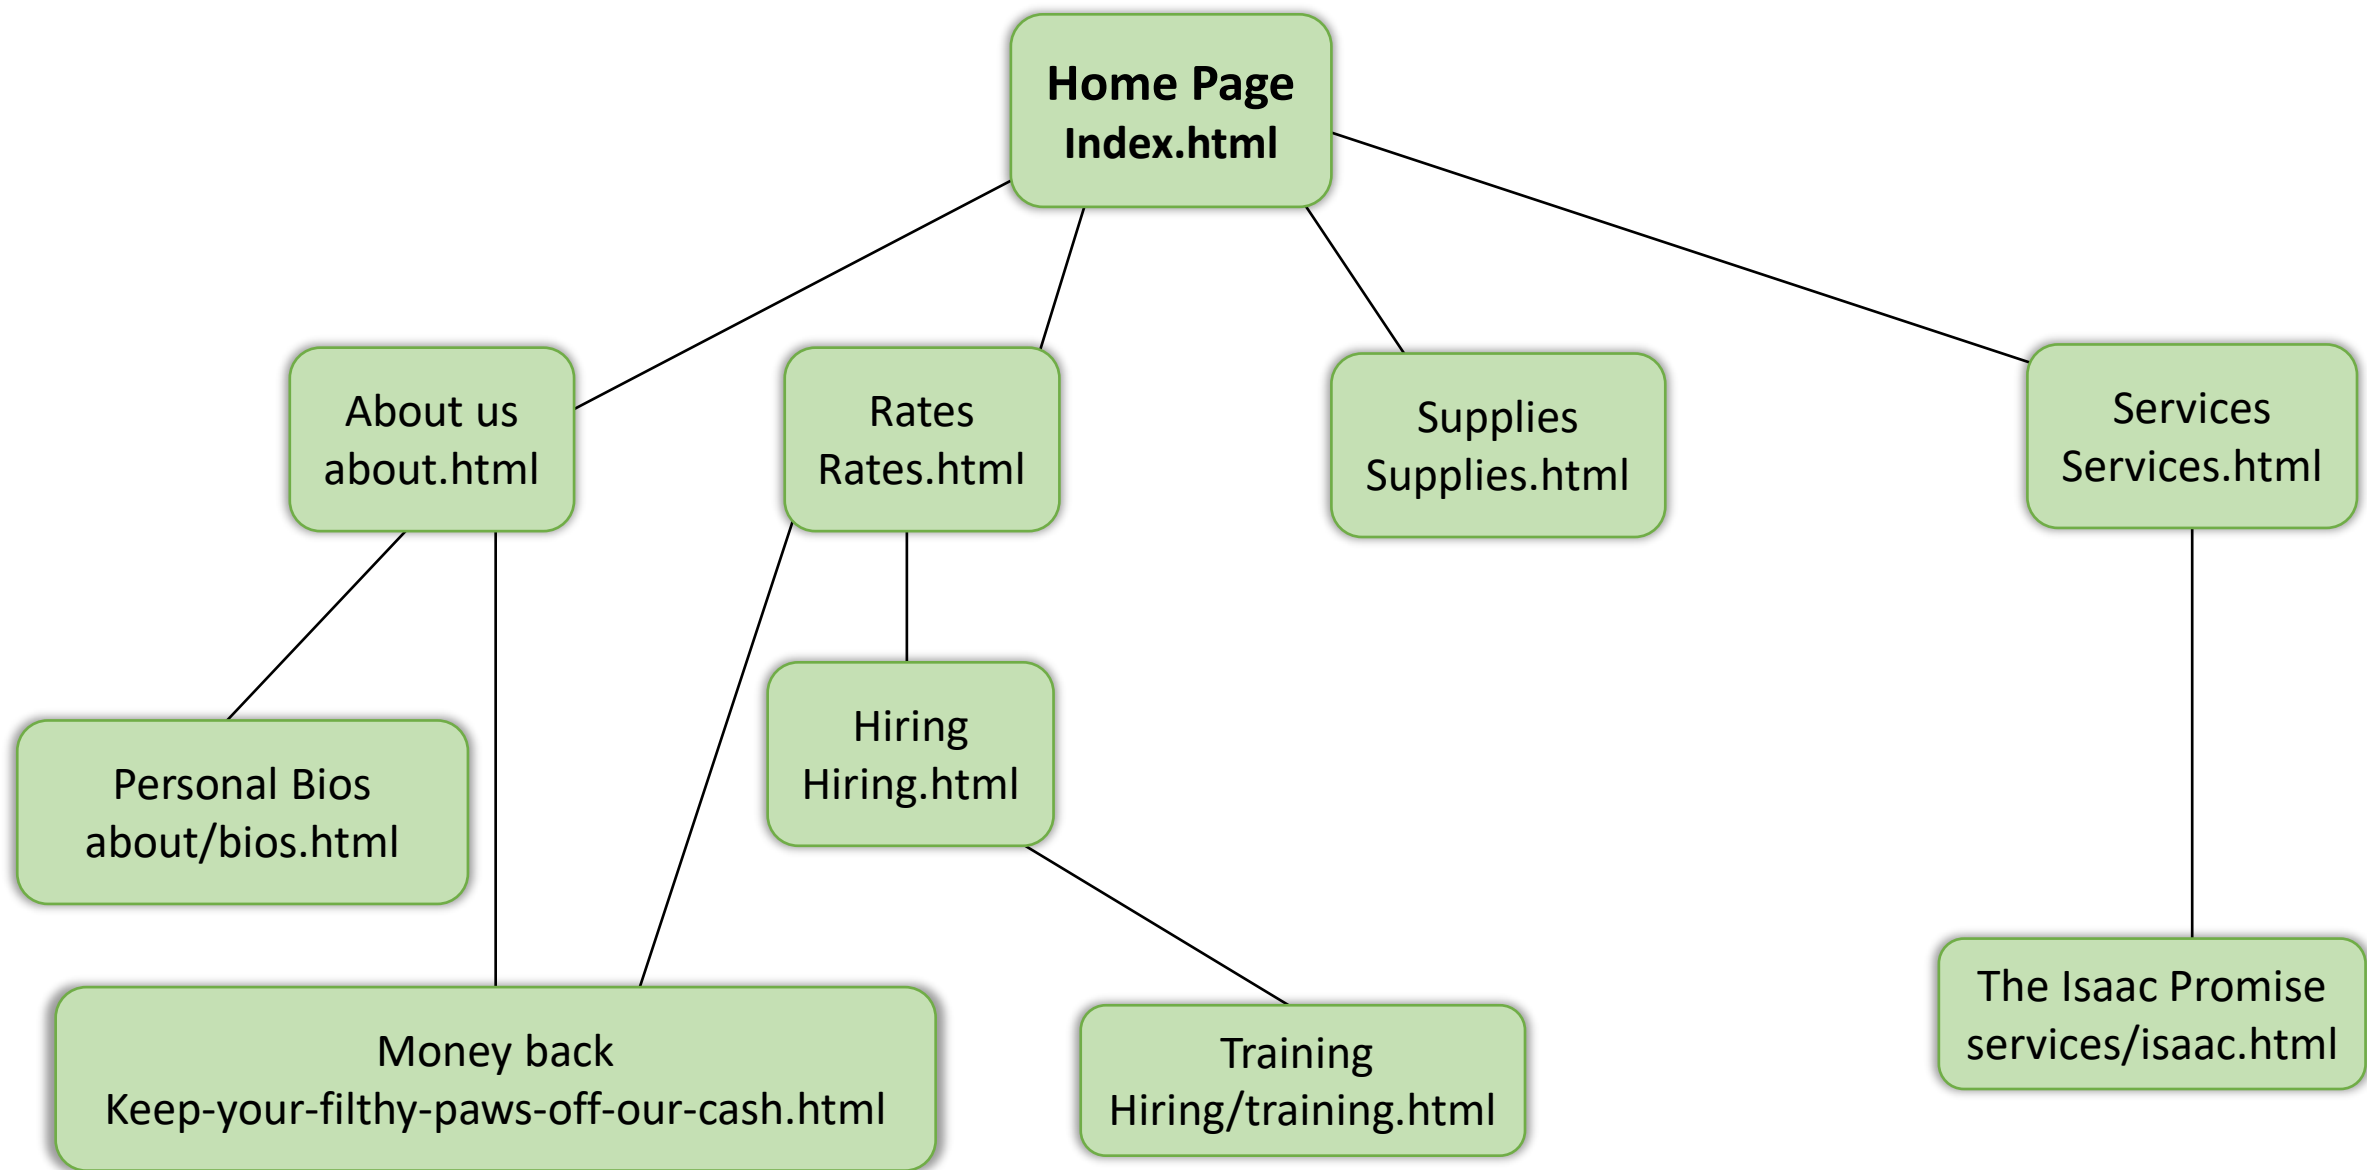 Home Page
Index.html
About us
about.html
Rates
Rates.html
Supplies
Supplies.html
Services
Services.html
Personal Bios
about/bios.html
Hiring
Hiring.html
Money back
Keep-your-filthy-paws-off-our-cash.html
Training
Hiring/training.html
The Isaac Promise
services/isaac.html